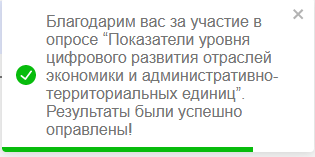 Благодарим вас за участие в
опросе “Показатели уровня
цифрового развития отраслей
экономики и административно-
территориальных единиц”.
Результаты были успешно
оправлены!